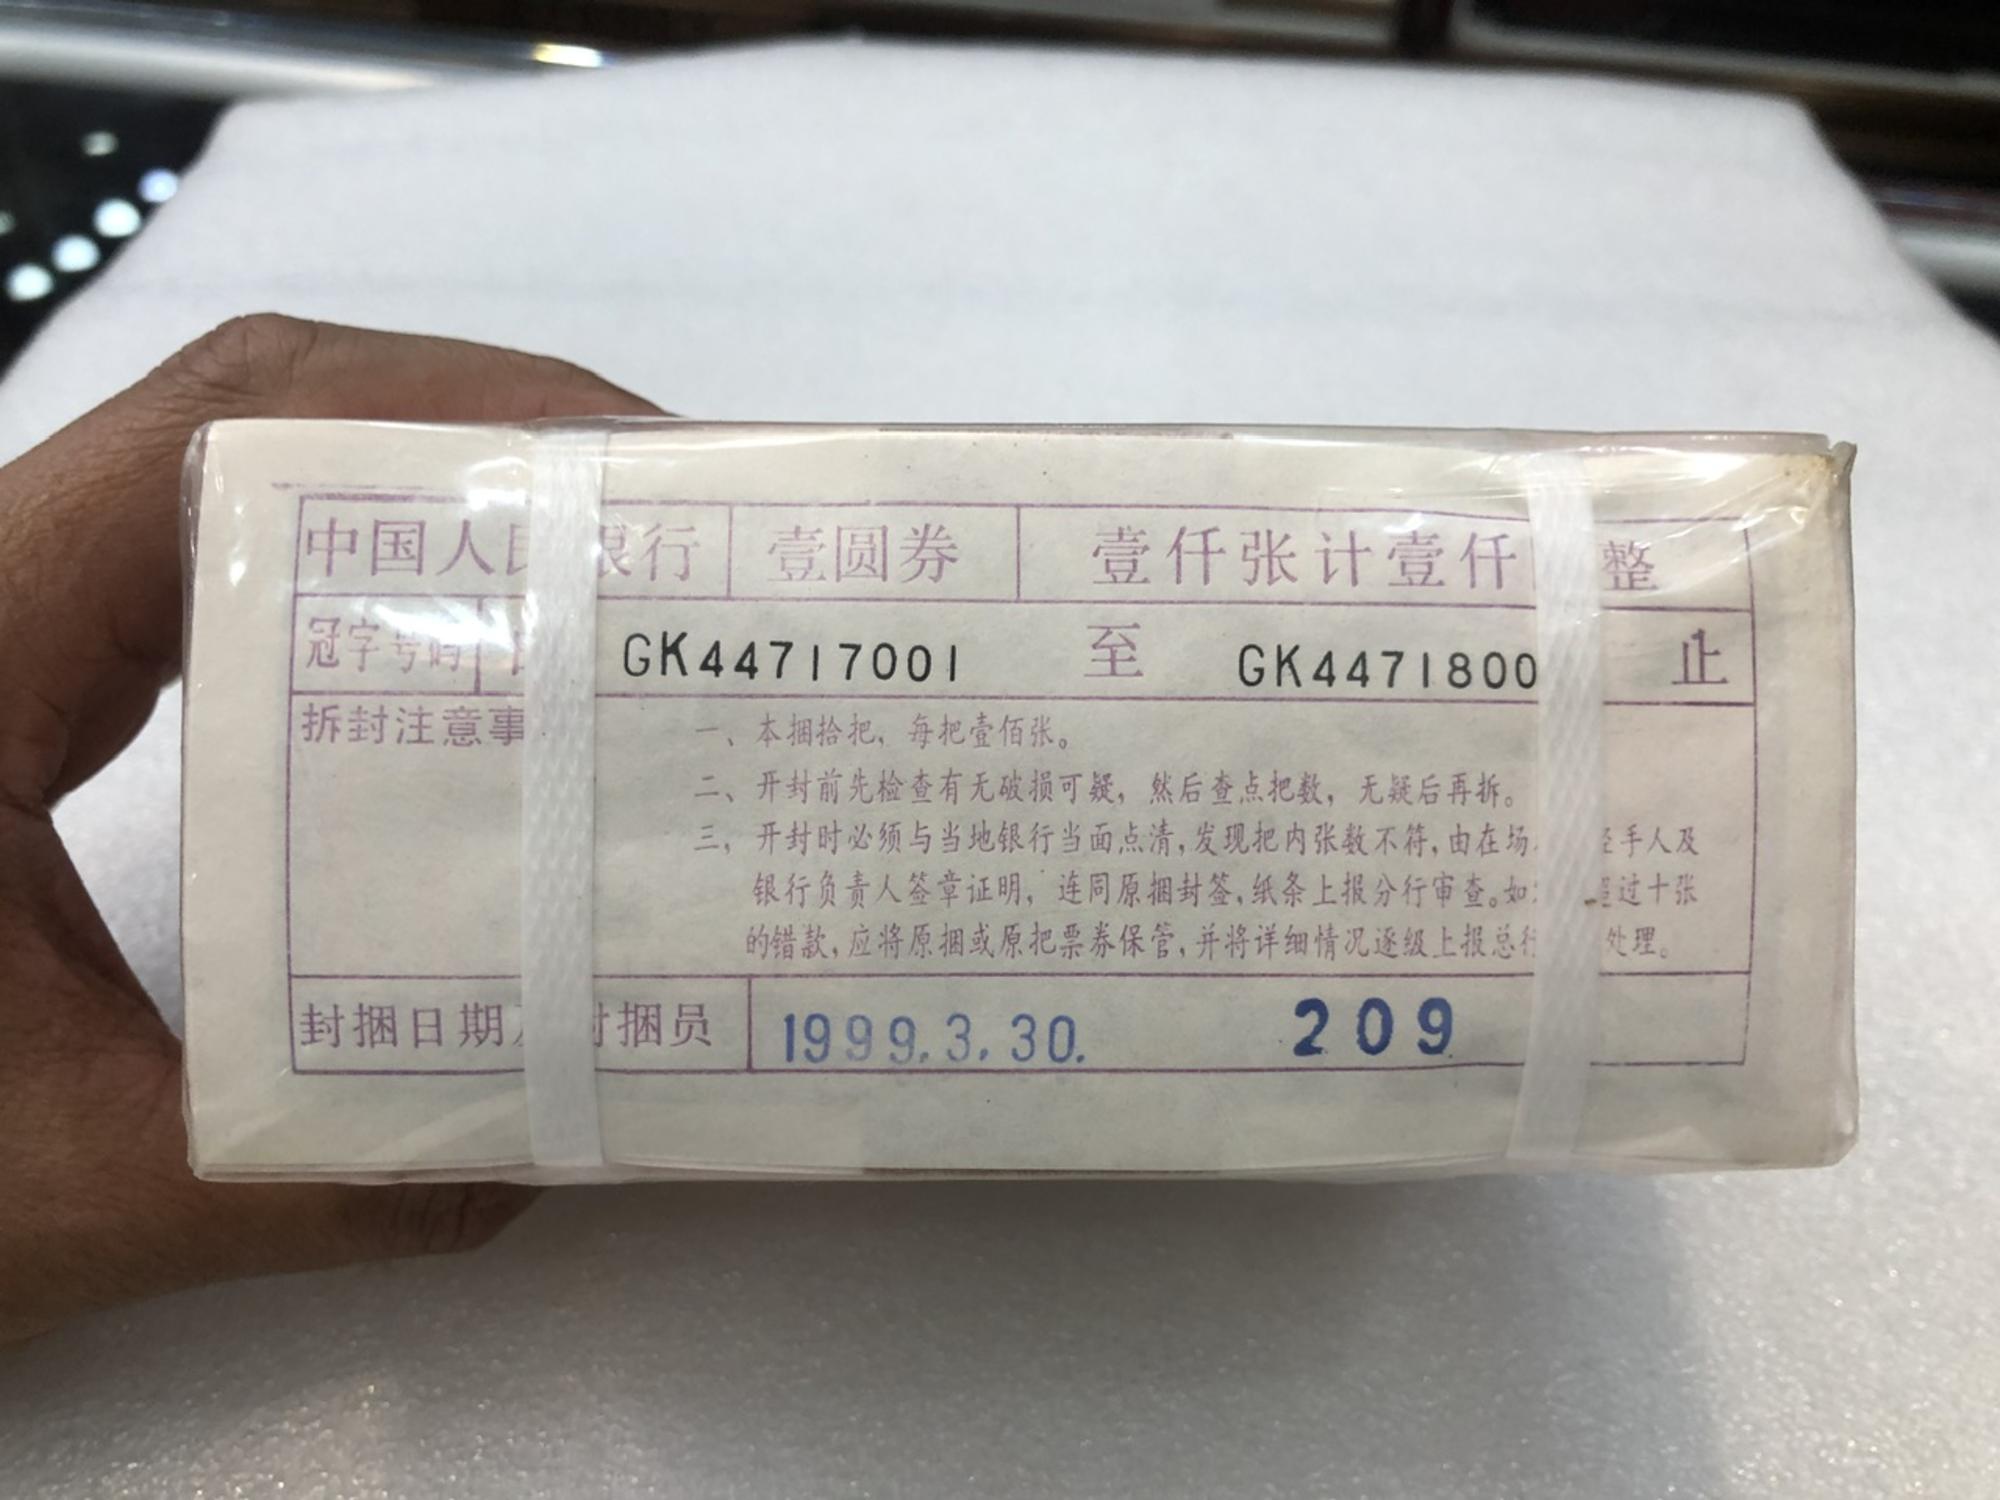 中国人民银行 壹圆券 壹仟张计壹仟 整
冠字号码 GK44717001 至 GK4471800 止
拆封注意事
一、本捆拾把，每把壹佰张。
二、开封前先检查有无破损可疑，然后查点把数，无疑后再拆。
三、开封时必须与当地银行当面点清，发现把内张数不符，由在场 经手人及
银行负责人签章证明，连同原捆封签，纸条上报分行审查。如 超过十张
的错款，应将原捆或原把票券保管，并将详细情况逐级上报总行 处理。
封捆日期 封捆员 1999.3.30. 209